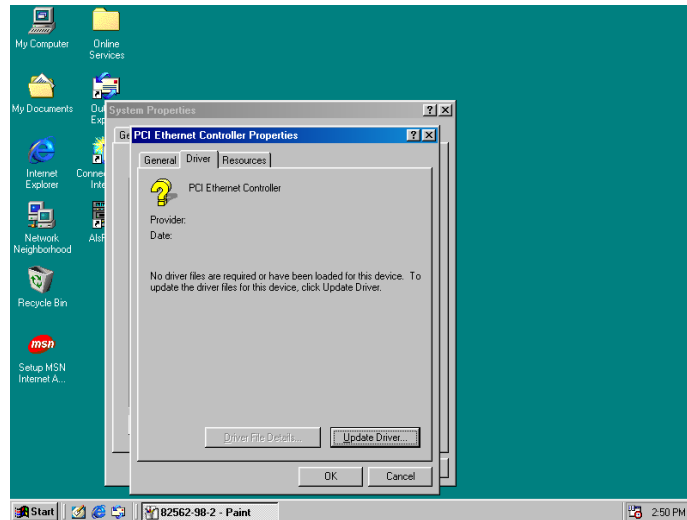 My Computer
Online
Services
My Documents
Internet
Explorer
Network
Neighborhood
Recycle Bin
msn
Setup MSN
Internet A...
System Properties
PCI Ethernet Controller Properties
General
Driver
Resources
PCI Ethernet Controller
Provider:
Date:
No driver files are required or have been loaded for this device. To
update the driver files for this device, click Update Driver.
Driver File Details...
Update Driver...
OK
Cancel
Start
82562-98-2 - Paint
2:50 PM